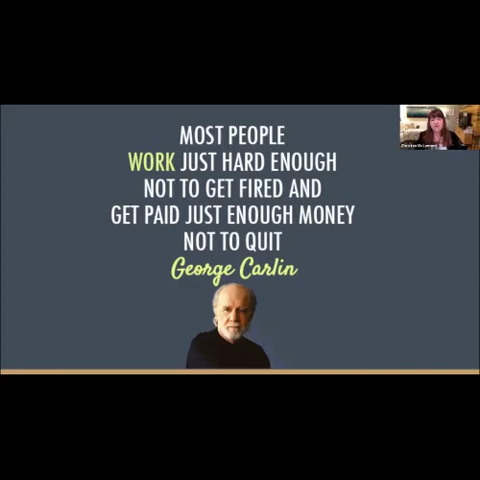 MOST PEOPLE
WORK JUST HARD ENOUGH
NOT TO GET FIRED AND
GET PAID JUST ENOUGH MONEY
NOT TO QUIT
George Carlin